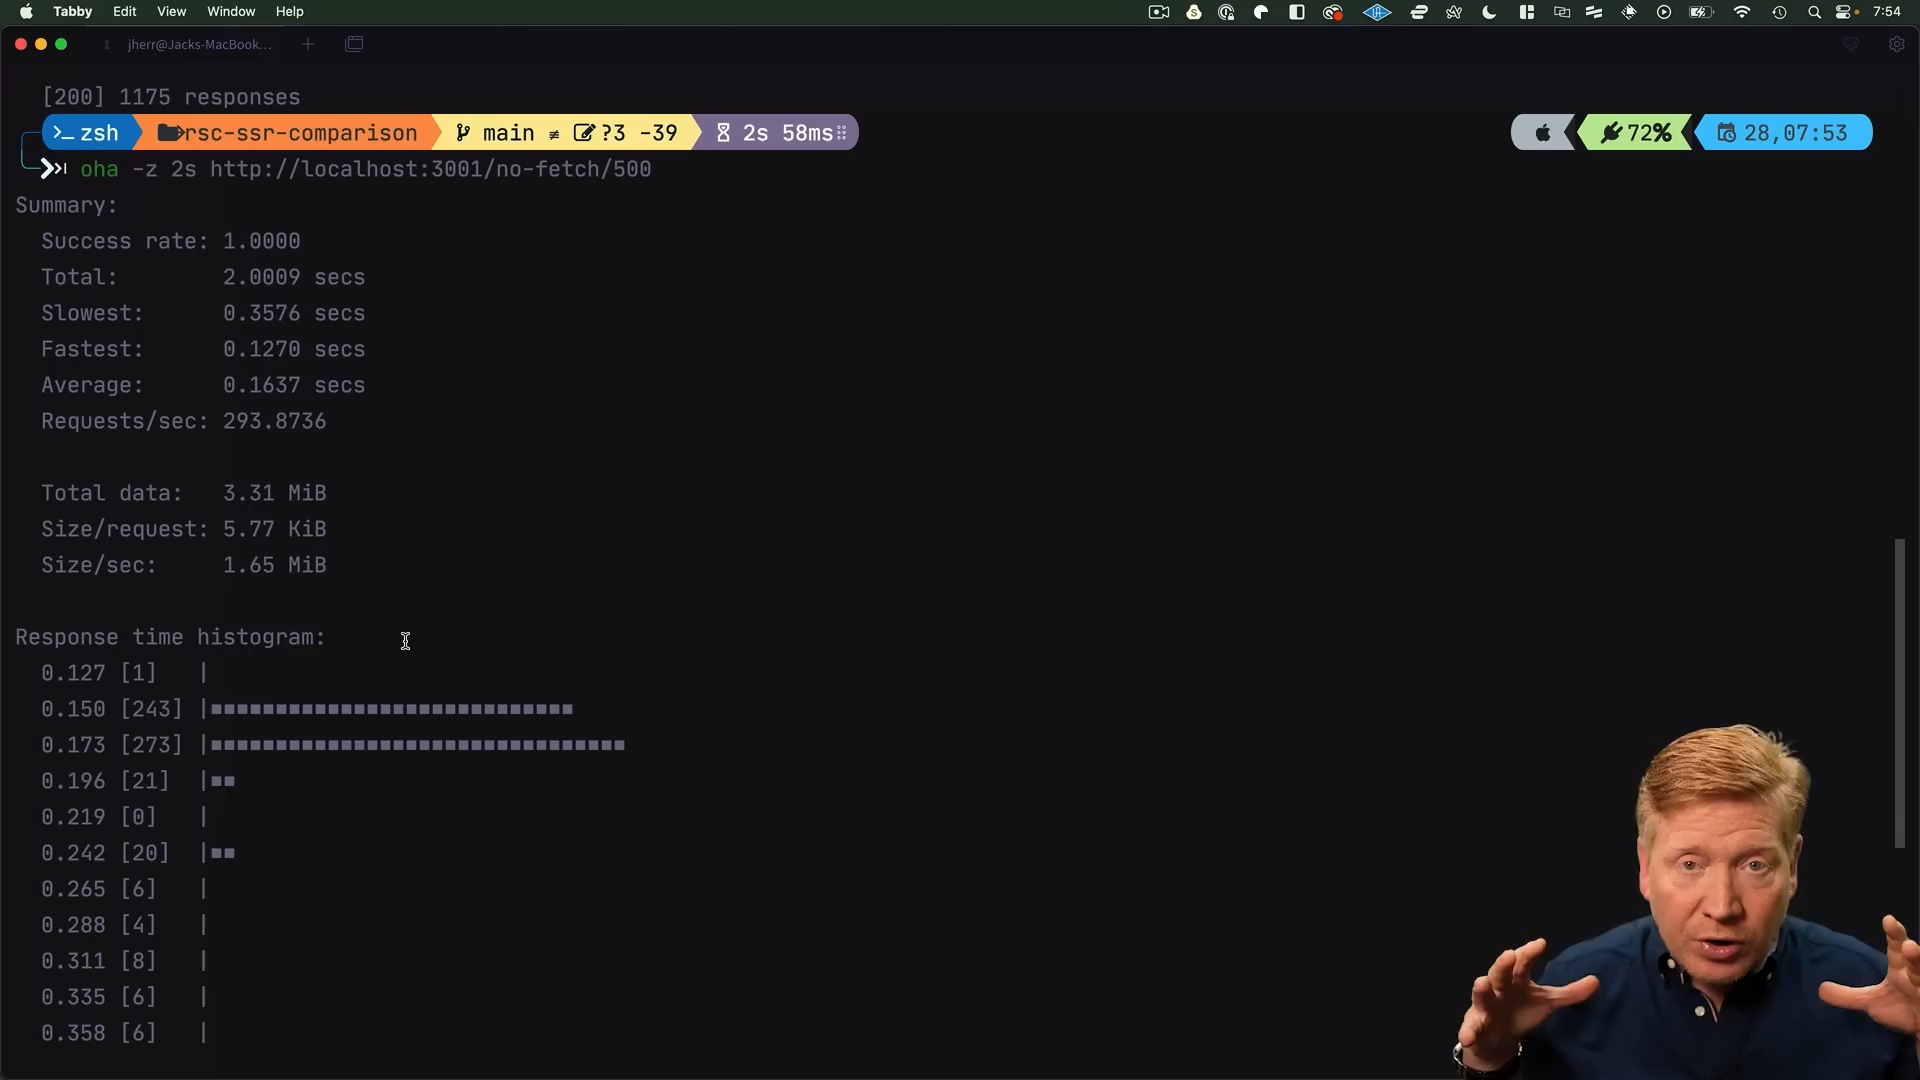 Tabby Edit View Window Help 7:54
1 jherr@Jacks-MacBook... +
[200] 1175 responses
>_ zsh rsc-ssr-comparison main ≠ ?3 -39 2s 58ms 72% 28,07:53
oha -z 2s http://localhost:3001/no-fetch/500
Summary:
Success rate: 1.0000
Total: 2.0009 secs
Slowest: 0.3576 secs
Fastest: 0.1270 secs
Average: 0.1637 secs
Requests/sec: 293.8736
Total data: 3.31 MiB
Size/request: 5.77 KiB
Size/sec: 1.65 MiB
Response time histogram:
0.127 [1] |
0.150 [243] |■■■■■■■■■■■■■■■■■■■■■■■■■■■■
0.173 [273] |■■■■■■■■■■■■■■■■■■■■■■■■■■■■■■■■
0.196 [21] |■■
0.219 [0] |
0.242 [20] |■■
0.265 [6] |
0.288 [4] |
0.311 [8] |
0.335 [6] |
0.358 [6] |